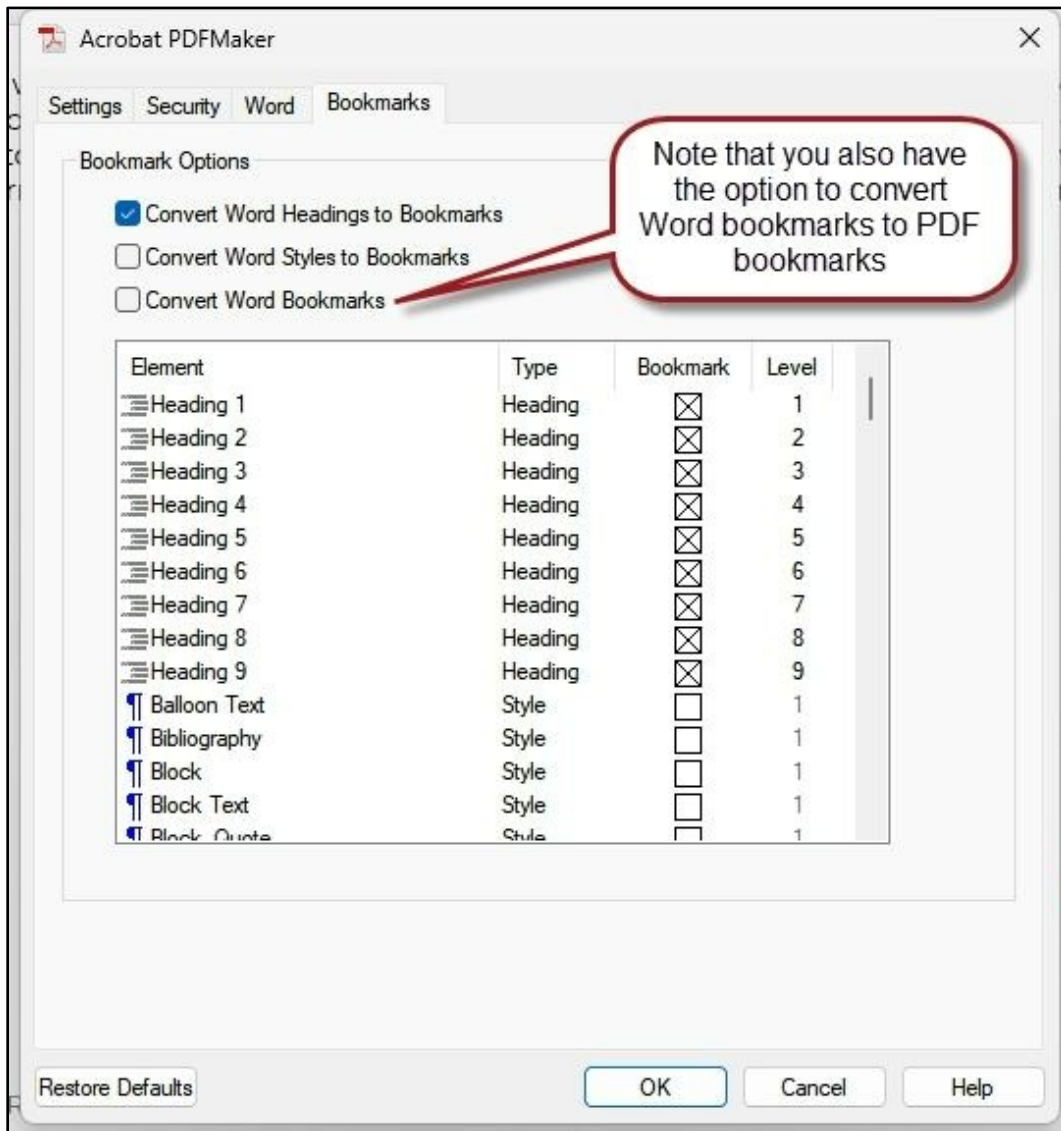 Acrobat PDFMaker
Settings Security Word Bookmarks
Bookmark Options
Note that you also have
the option to convert
Word bookmarks to PDF
bookmarks
Convert Word Headings to Bookmarks
Convert Word Styles to Bookmarks
Convert Word Bookmarks
Element Type Bookmark Level
Heading 1 Heading 1
Heading 2 Heading 2
Heading 3 Heading 3
Heading 4 Heading 4
Heading 5 Heading 5
Heading 6 Heading 6
Heading 7 Heading 7
Heading 8 Heading 8
Heading 9 Heading 9
Balloon Text Style 1
Bibliography Style 1
Block Style 1
Block Text Style 1
Block Quote Style 1
Restore Defaults OK Cancel Help